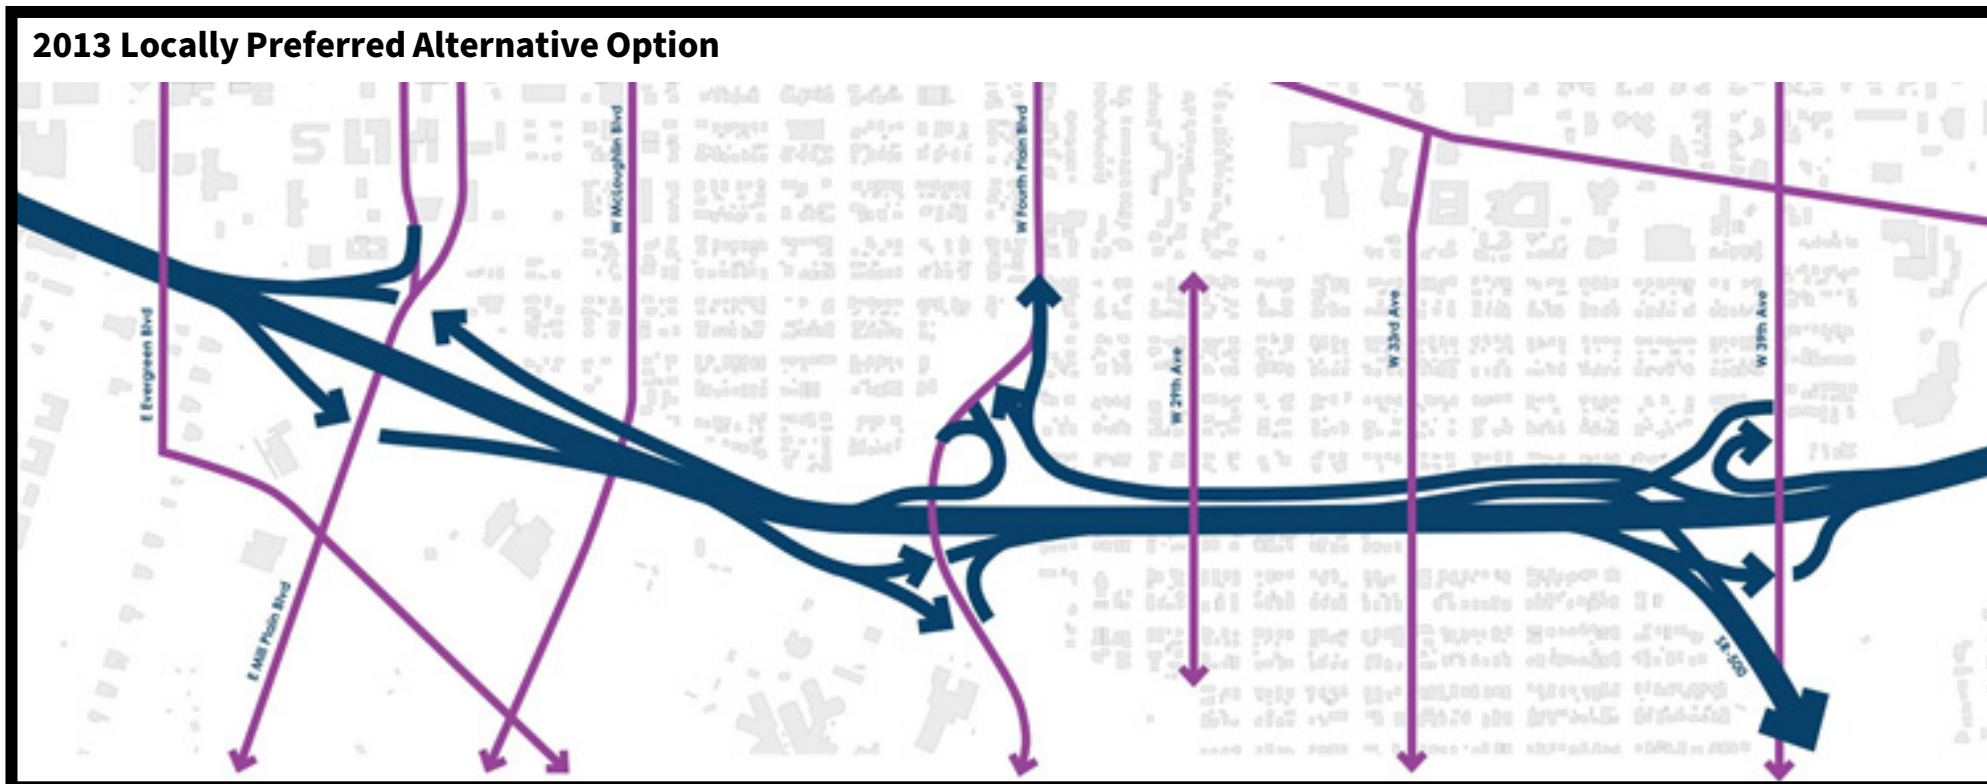 2013 Locally Preferred Alternative Option
W McLoughlin Blvd
W Fourth Plain Blvd
E Evergreen Blvd
W 29th Ave
W 33rd Ave
W 39th Ave
E Mill Plain Blvd
SR-500